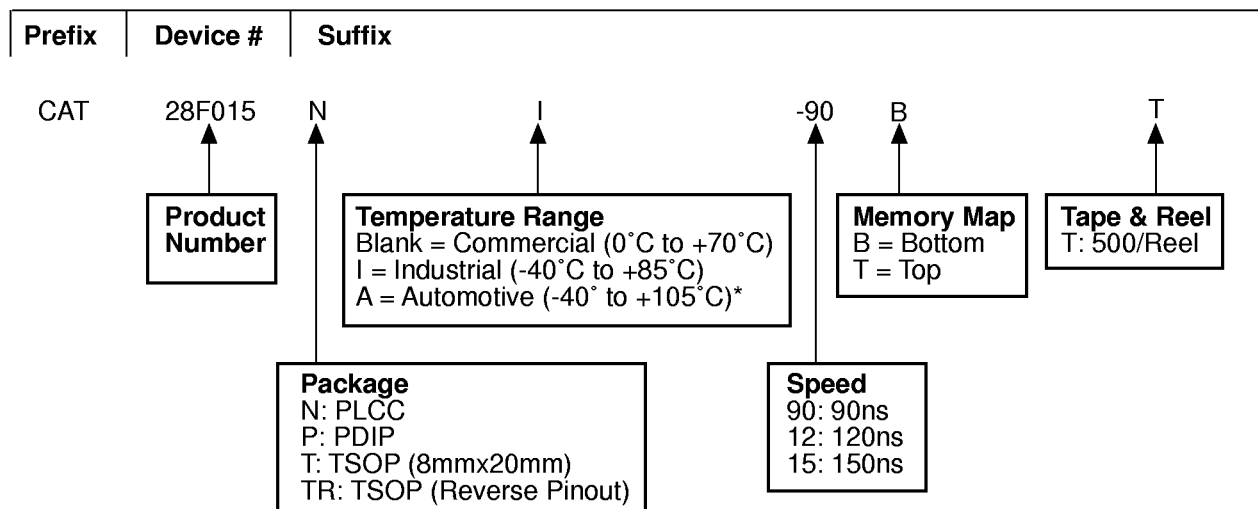 Prefix Device # Suffix
CAT 28F015 N I -90 B T
Product
Number
Temperature Range
Blank = Commercial (0˚C to +70˚C)
I = Industrial (-40˚C to +85˚C)
A = Automotive (-40˚ to +105˚C)*
Memory Map
B = Bottom
T = Top
Tape & Reel
T: 500/Reel
Package
N: PLCC
P: PDIP
T: TSOP (8mmx20mm)
TR: TSOP (Reverse Pinout)
Speed
90: 90ns
12: 120ns
15: 150ns